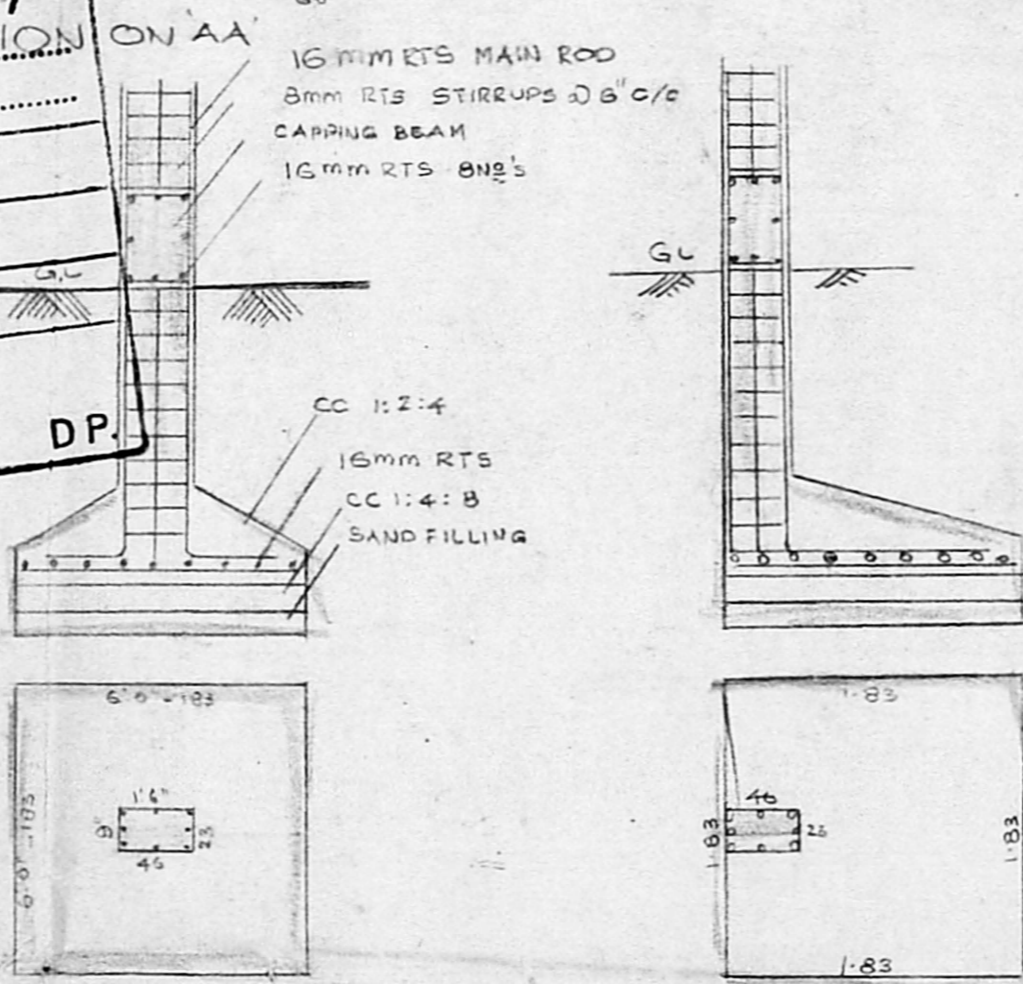 ION ON 'AA'
16 mm RTS MAIN ROD
8mm RTS STIRRUPS @ 6" C/C
CAPPING BEAM
16 mm RTS 8NO's
G.L
GL
DP.
CC 1:2:4
16mm RTS
CC 1:4:8
SAND FILLING
6'0" - 183
6'0" - 183
1'6"
9"
23
46
1.83
46
1.83
1.83
1.83